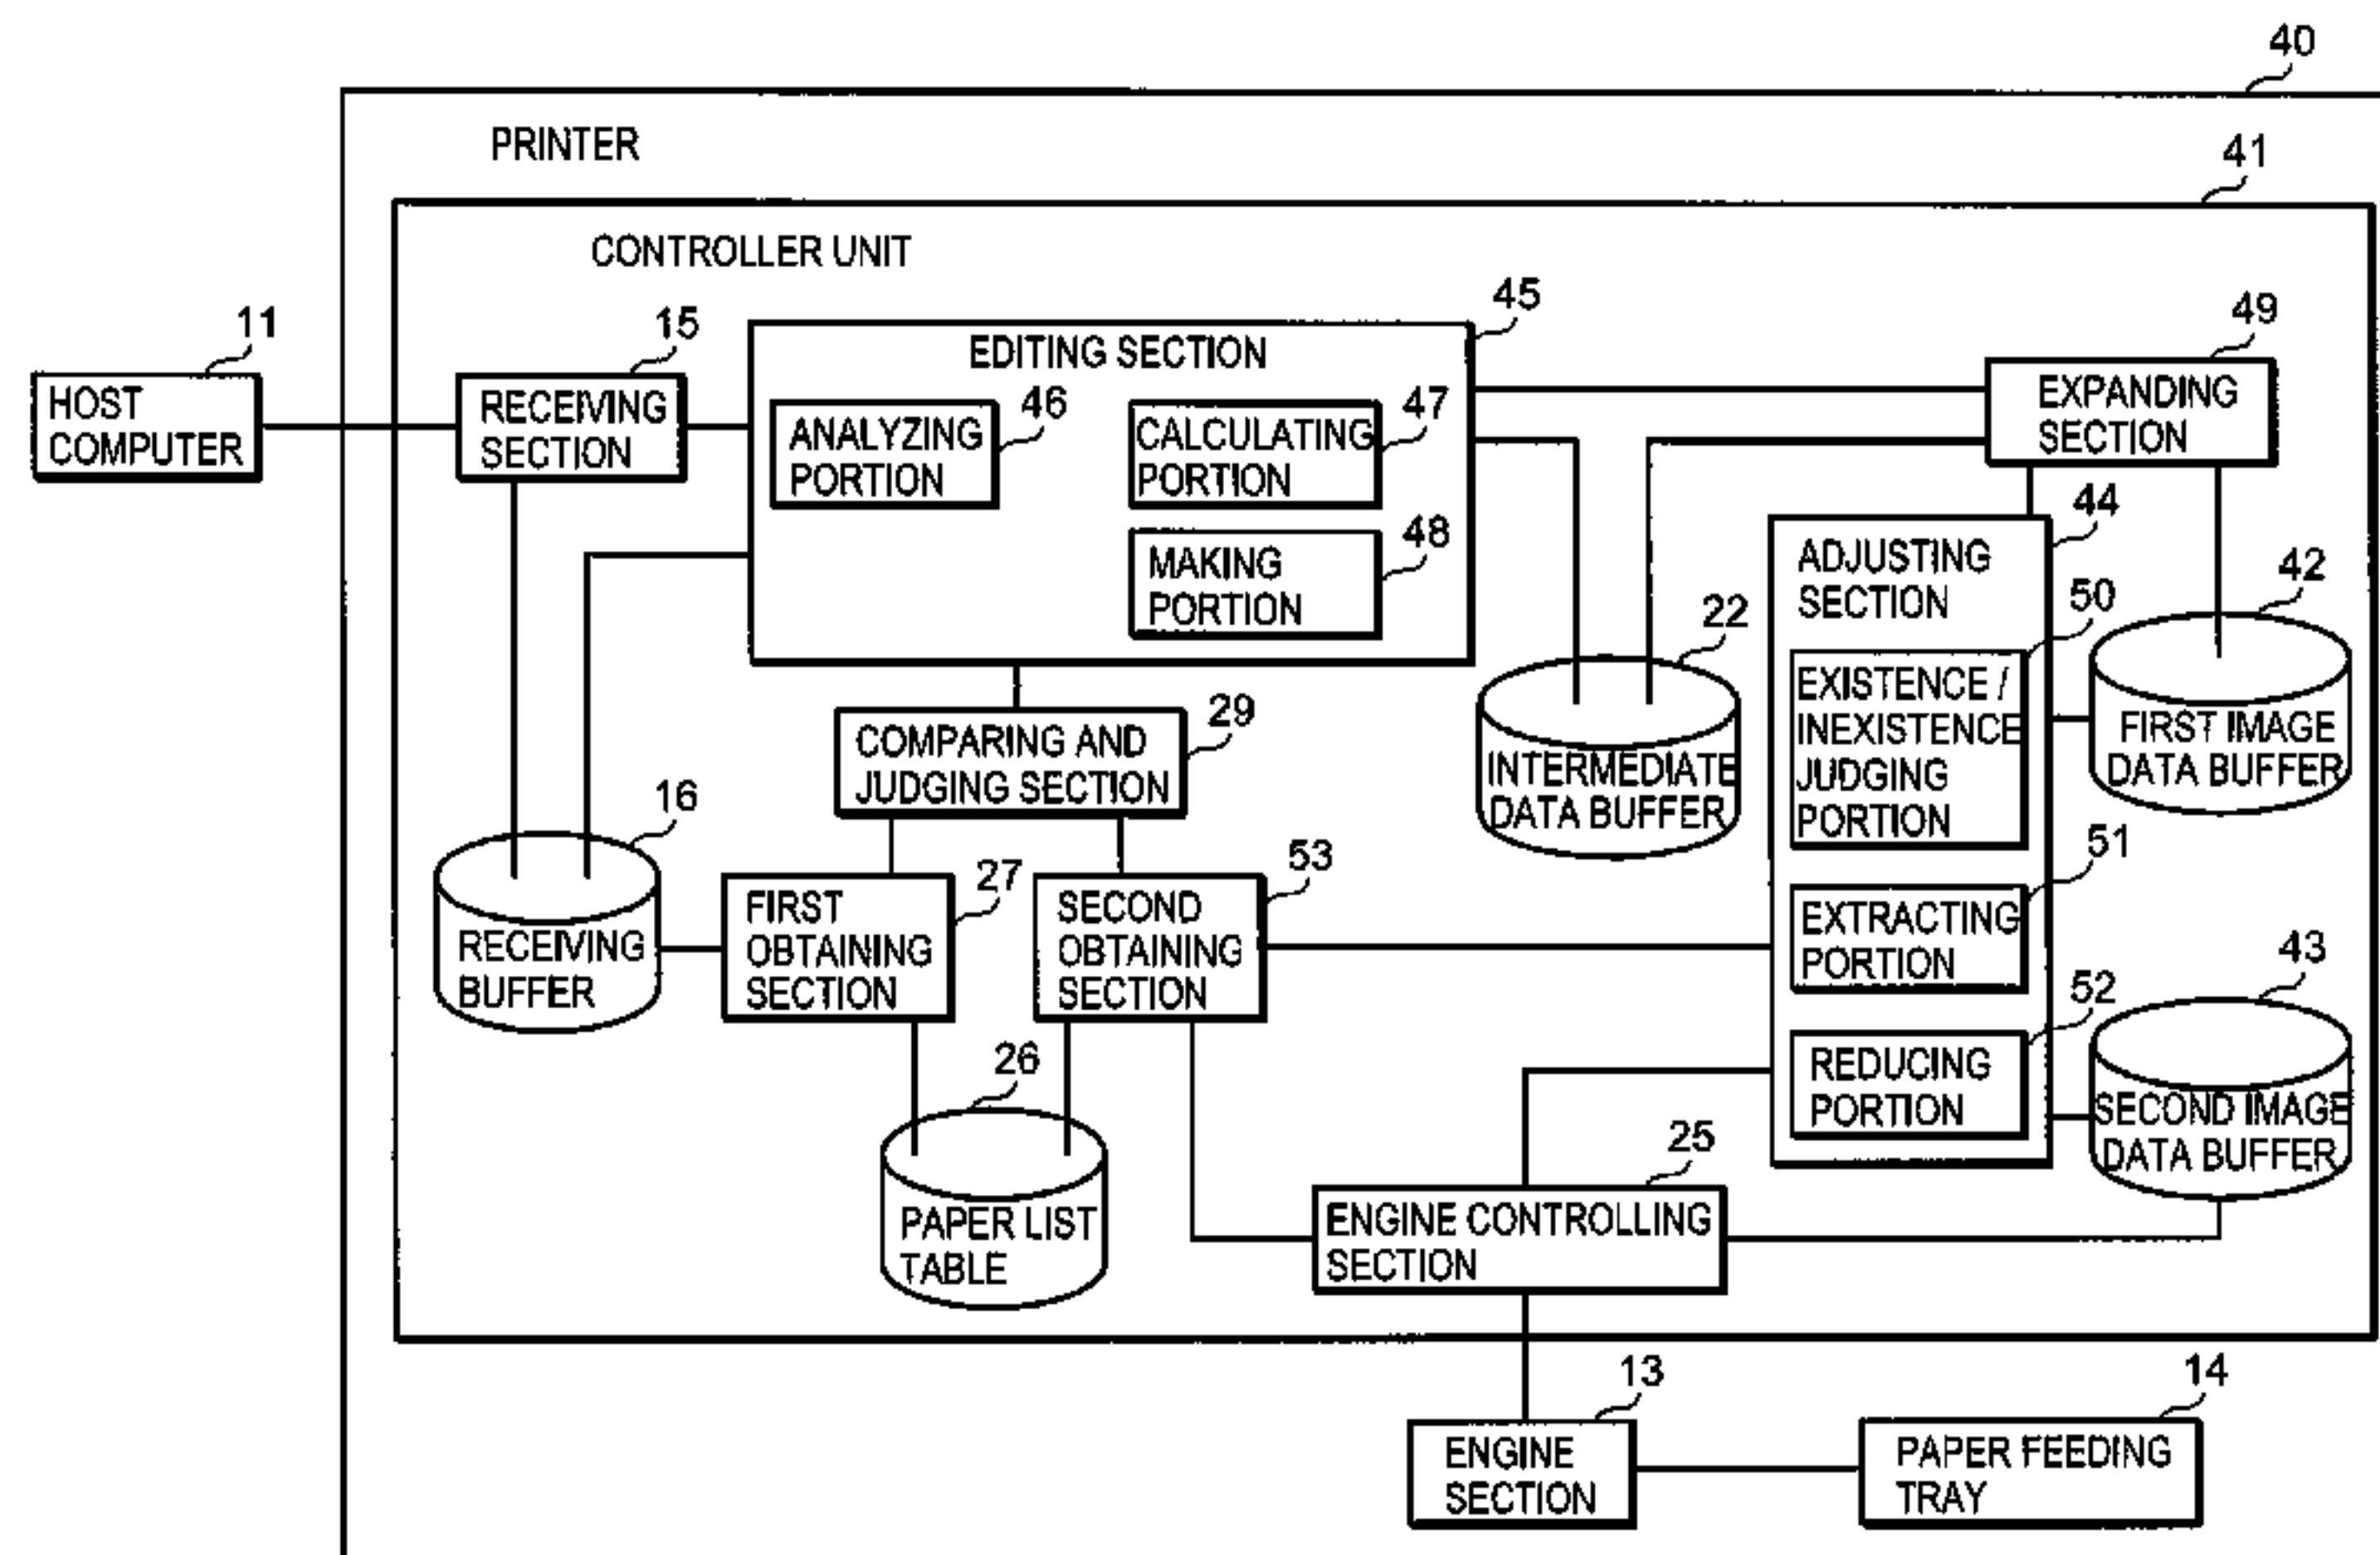 40
PRINTER
41
CONTROLLER UNIT
11
HOST
COMPUTER
15
RECEIVING
SECTION
45
EDITING SECTION
46
ANALYZING
PORTION
47
CALCULATING
PORTION
48
MAKING
PORTION
49
EXPANDING
SECTION
44
ADJUSTING
SECTION
50
EXISTENCE /
INEXISTENCE
JUDGING
PORTION
42
FIRST IMAGE
DATA BUFFER
22
INTERMEDIATE
DATA BUFFER
29
COMPARING AND
JUDGING SECTION
16
RECEIVING
BUFFER
27
FIRST
OBTAINING
SECTION
53
SECOND
OBTAINING
SECTION
51
EXTRACTING
PORTION
52
REDUCING
PORTION
43
SECOND IMAGE
DATA BUFFER
26
PAPER LIST
TABLE
25
ENGINE CONTROLLING
SECTION
13
ENGINE
SECTION
14
PAPER FEEDING
TRAY